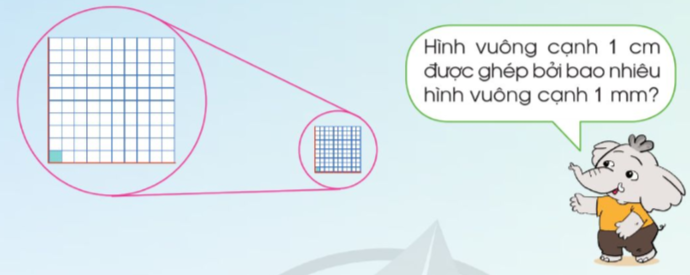 Hình vuông cạnh 1 cm
được ghép bởi bao nhiêu
hình vuông cạnh 1 mm?